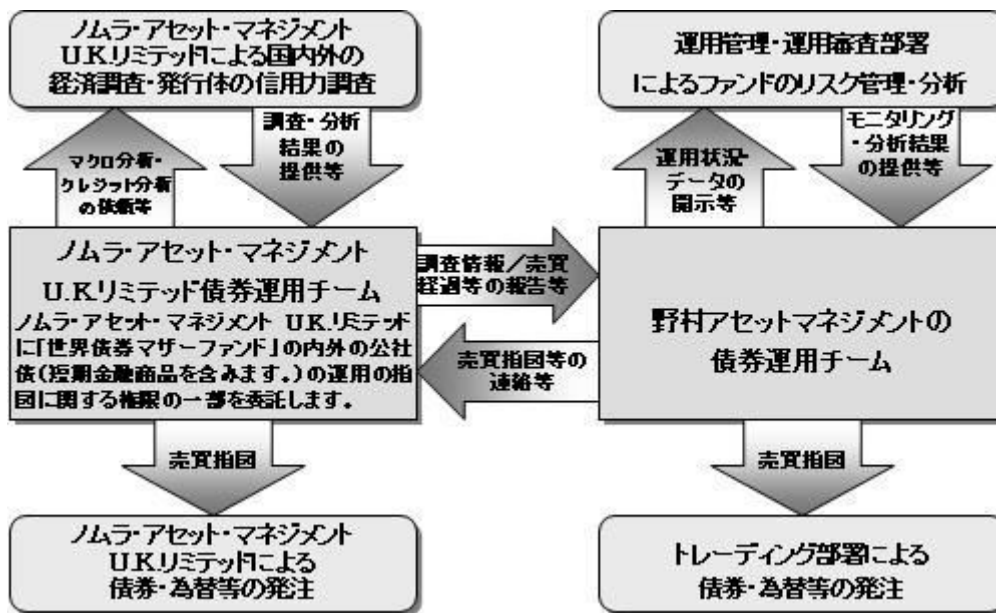 ノムラ・アセット・マネジメント
U.K.リミテッドによる国内外の
経済調査・発行体の信用力調査
運用管理・運用審査部署
によるファンドのリスク管理・分析
マクロ分析・
クレジット分析
の依頼等
調査・分析
結果の
提供等
運用状況・
データの
開示等
モニタリング
・分析結果
の提供等
ノムラ・アセット・マネジメント
U.K.リミテッド債券運用チーム
ノムラ・アセット・マネジメント U.K.リミテッド
に「世界債券マザーファンド」の内外の公社
債(短期金融商品を含みます。)の運用の指
図に関する権限の一部を委託します。
調査情報/売買
経過等の報告等
売買指図等の
連絡等
野村アセットマネジメントの
債券運用チーム
売買指図
売買指図
ノムラ・アセット・マネジメント
U.K.リミテッドによる
債券・為替等の発注
トレーディング部署による
債券・為替等の発注